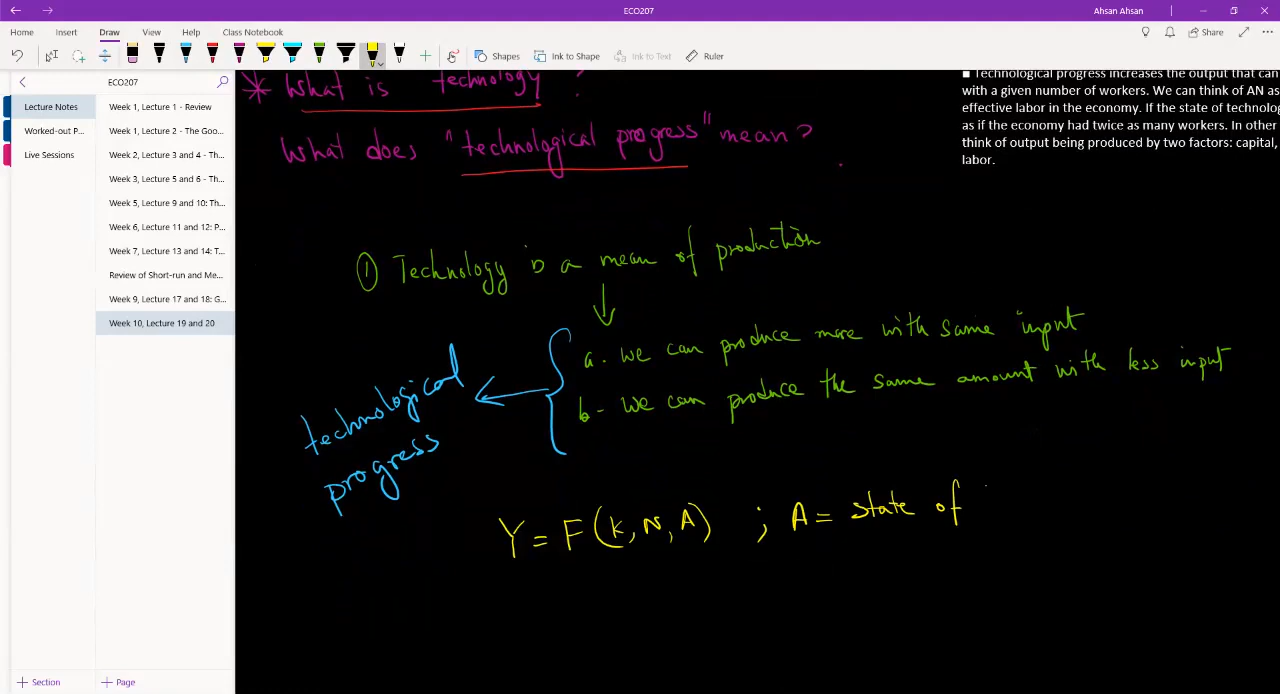 ECO207
Ahsan Ahsan
Home Insert Draw View Help Class Notebook
Share
Shapes Ink to Shape Ink to Text Ink to Math Ruler
ECO207
Lecture Notes
Worked-out P...
Live Sessions
Week 1, Lecture 1 - Review
Week 1, Lecture 2 - The Goo...
Week 2, Lecture 3 and 4 - Th...
Week 3, Lecture 5 and 6 - Th...
Week 5, Lecture 9 and 10: Th...
Week 6, Lecture 11 and 12: P...
Week 7, Lecture 13 and 14: T...
Review of Short-run and Me...
Week 9, Lecture 17 and 18: G...
Week 10, Lecture 19 and 20
+ Section
+ Page
* What is technology ?
What does "technological progress" mean?
■ Technological progress increases the output that can
with a given number of workers. We can think of AN as
effective labor in the economy. If the state of technolog
as if the economy had twice as many workers. In other
think of output being produced by two factors: capital,
labor.
① Technology is a mean of production
a. we can produce more with same input
b- we can produce the same amount with less input
technological
progress
Y = F(K, N, A) ; A = state of